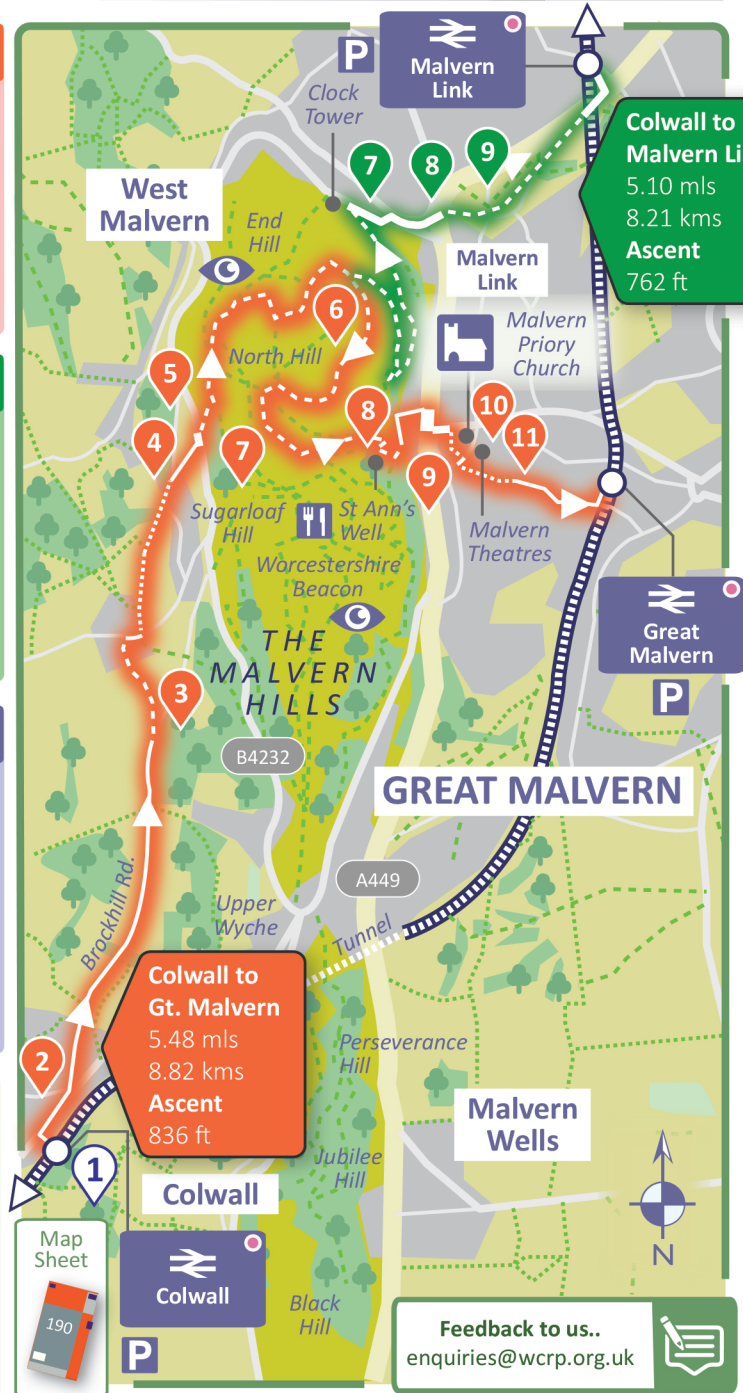 P
Malvern
Link
Clock
Tower
7
8
9
Colwall to
Malvern Li
5.10 mls
8.21 kms
Ascent
762 ft
West
Malvern
End
Hill
Malvern
Link
6
Malvern
Priory
Church
North Hill
5
4
7
8
10
11
9
Sugarloaf
Hill
St Ann's
Well
Malvern
Theatres
Worcestershire
Beacon
Great
Malvern
P
THE
MALVERN
HILLS
3
B4232
GREAT MALVERN
A449
Brockhill Rd.
Upper
Wyche
Tunnel
Colwall to
Gt. Malvern
5.48 mls
8.82 kms
Ascent
836 ft
2
Perseverance
Hill
Malvern
Wells
1
Jubilee
Hill
Colwall
N
Map
Sheet
190
Colwall
P
Black
Hill
Feedback to us..
enquiries@wcrp.org.uk